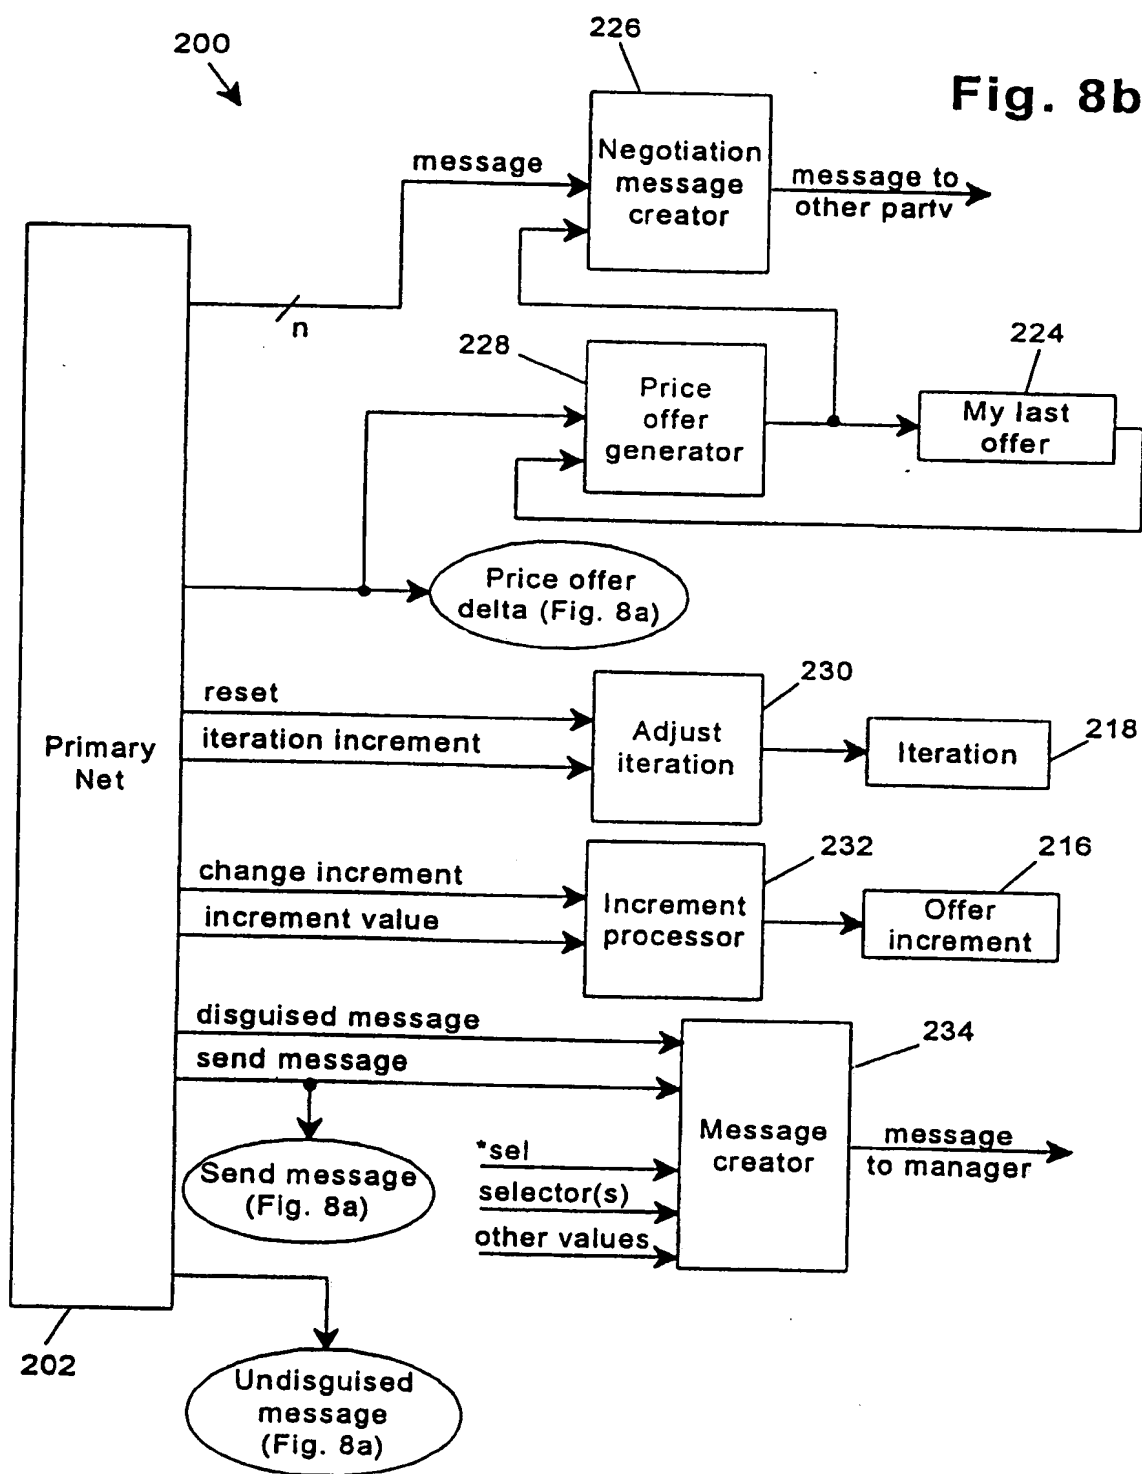 200
226
Fig. 8b
Negotiation
message
creator
message
message to
other party
n
228
224
Price
offer
generator
My last
offer
Price offer
delta (Fig. 8a)
reset
iteration increment
230
Adjust
iteration
Iteration
218
Primary
Net
change increment
increment value
232
Increment
processor
216
Offer
increment
disguised message
send message
234
Message
creator
message
to manager
*sel
selector(s)
other values
Send message
(Fig. 8a)
202
Undisguised
message
(Fig. 8a)